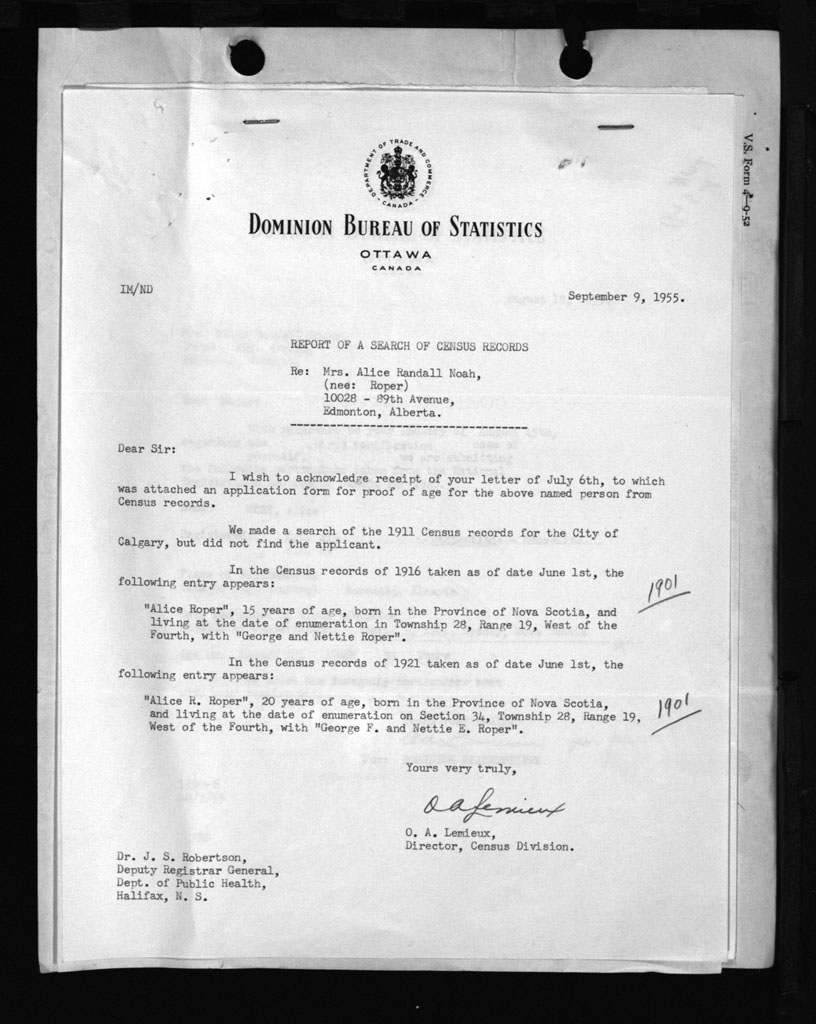 DEPARTMENT OF TRADE AND COMMERCE
CANADA
DOMINION BUREAU OF STATISTICS
OTTAWA
CANADA
V.S. Form 4—9-52
IM/ND
September 9, 1955.
REPORT OF A SEARCH OF CENSUS RECORDS
Re: Mrs. Alice Randall Noah,
(nee: Roper)
10028 - 89th Avenue,
Edmonton, Alberta.
Dear Sir:
I wish to acknowledge receipt of your letter of July 6th, to which
was attached an application form for proof of age for the above named person from
Census records.
We made a search of the 1911 Census records for the City of
Calgary, but did not find the applicant.
In the Census records of 1916 taken as of date June 1st, the
following entry appears:
1901
"Alice Roper", 15 years of age, born in the Province of Nova Scotia, and
living at the date of enumeration in Township 28, Range 19, West of the
Fourth, with "George and Nettie Roper".
In the Census records of 1921 taken as of date June 1st, the
following entry appears:
"Alice R. Roper", 20 years of age, born in the Province of Nova Scotia,
and living at the date of enumeration on Section 34, Township 28, Range 19,
West of the Fourth, with "George F. and Nettie E. Roper".
1901
Yours very truly,
O A Lemieux
O. A. Lemieux,
Director, Census Division.
Dr. J. S. Robertson,
Deputy Registrar General,
Dept. of Public Health,
Halifax, N. S.